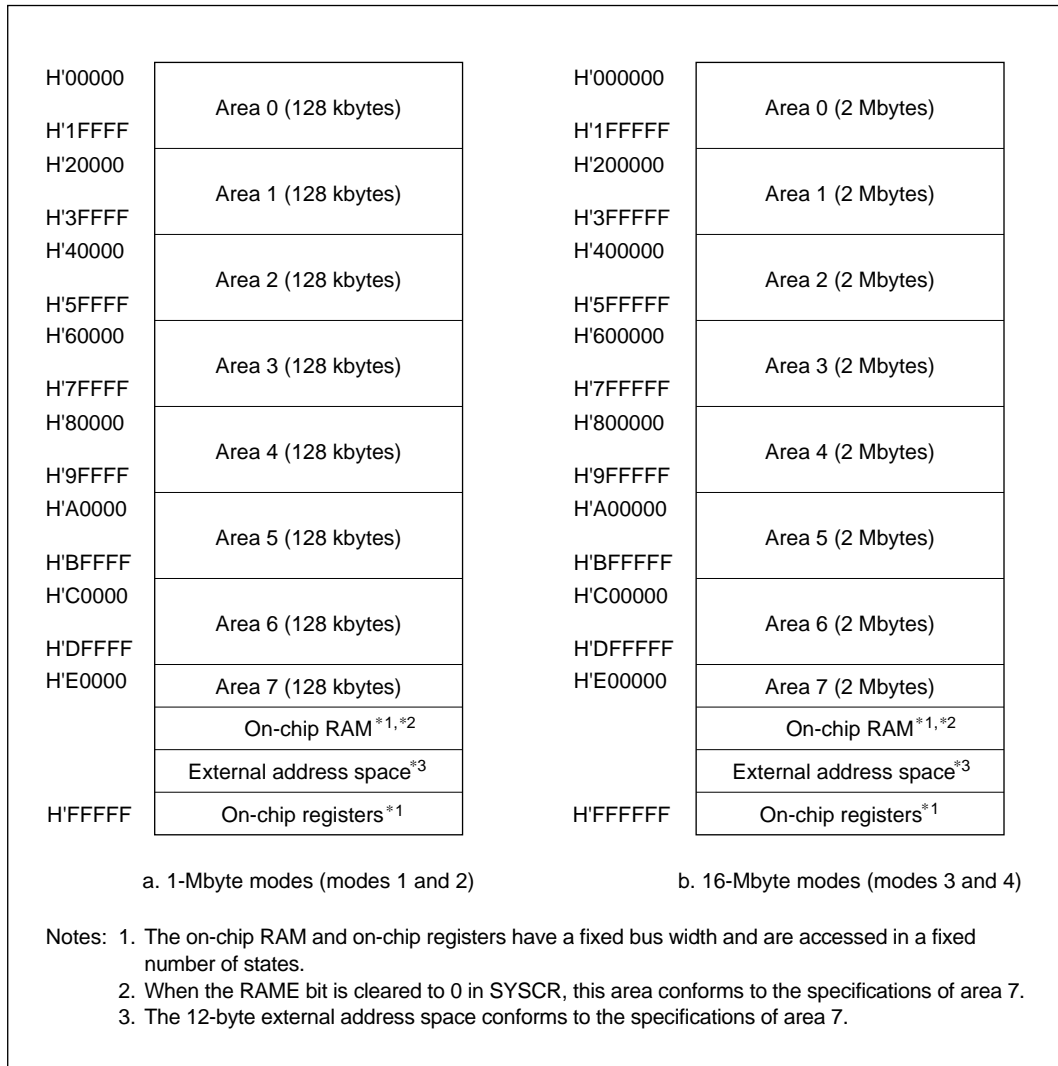 H'00000
Area 0 (128 kbytes)
H'1FFFF
H'20000
Area 1 (128 kbytes)
H'3FFFF
H'40000
Area 2 (128 kbytes)
H'5FFFF
H'60000
Area 3 (128 kbytes)
H'7FFFF
H'80000
Area 4 (128 kbytes)
H'9FFFF
H'A0000
Area 5 (128 kbytes)
H'BFFFF
H'C0000
Area 6 (128 kbytes)
H'DFFFF
H'E0000
Area 7 (128 kbytes)
On-chip RAM*1,*2
External address space*3
H'FFFFF
On-chip registers*1
a. 1-Mbyte modes (modes 1 and 2)
H'000000
Area 0 (2 Mbytes)
H'1FFFFF
H'200000
Area 1 (2 Mbytes)
H'3FFFFF
H'400000
Area 2 (2 Mbytes)
H'5FFFFF
H'600000
Area 3 (2 Mbytes)
H'7FFFFF
H'800000
Area 4 (2 Mbytes)
H'9FFFFF
H'A00000
Area 5 (2 Mbytes)
H'BFFFFF
H'C00000
Area 6 (2 Mbytes)
H'DFFFFF
H'E00000
Area 7 (2 Mbytes)
On-chip RAM*1,*2
External address space*3
H'FFFFFF
On-chip registers*1
b. 16-Mbyte modes (modes 3 and 4)
Notes: 1. The on-chip RAM and on-chip registers have a fixed bus width and are accessed in a fixed
number of states.
2. When the RAME bit is cleared to 0 in SYSCR, this area conforms to the specifications of area 7.
3. The 12-byte external address space conforms to the specifications of area 7.